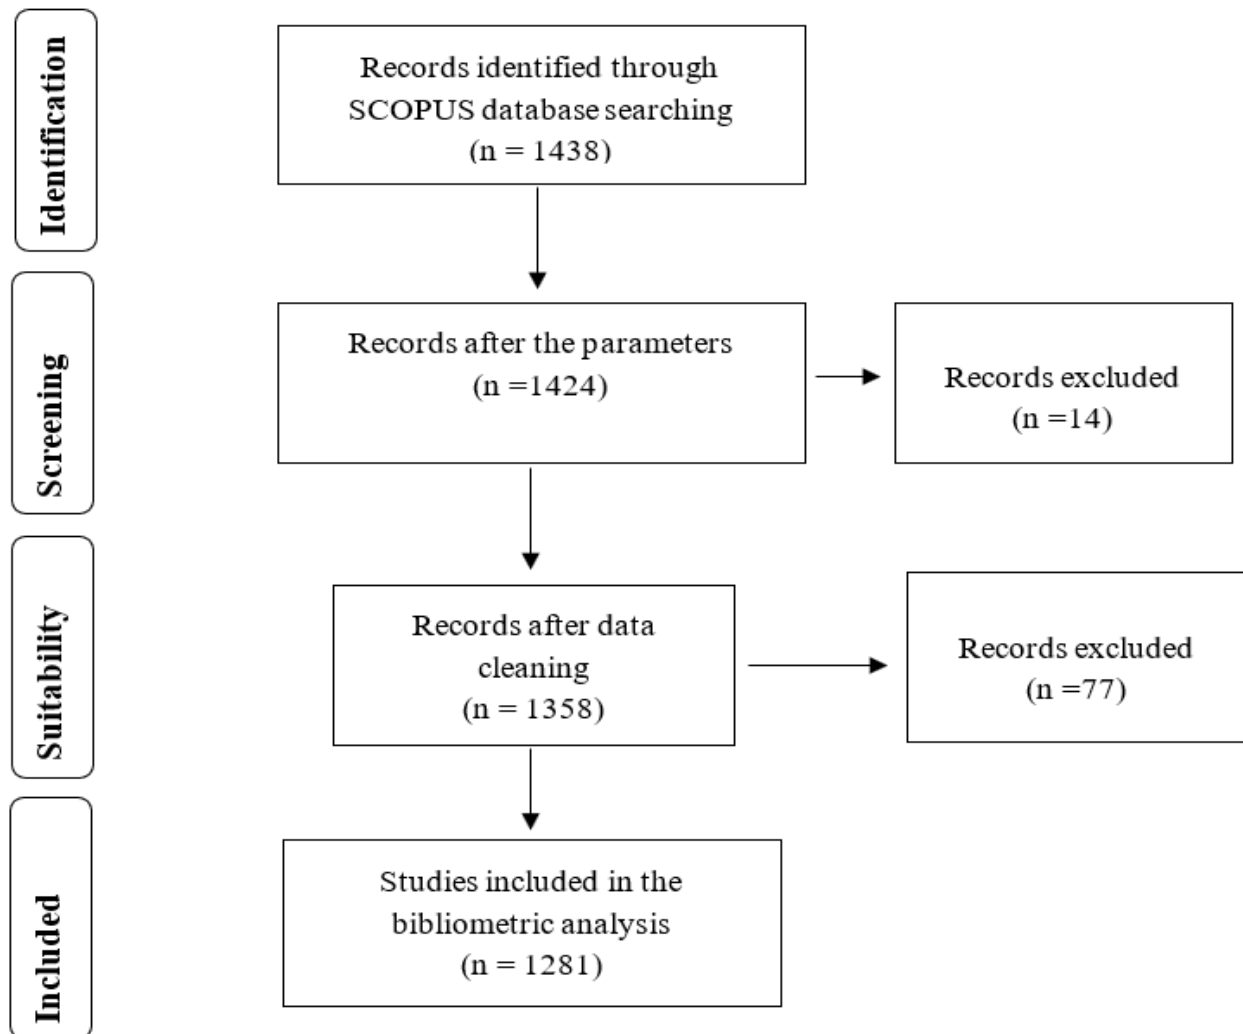 Identification
Records identified through
SCOPUS database searching
(n = 1438)
Screening
Records after the parameters
(n =1424)
Records excluded
(n =14)
Suitability
Records after data
cleaning
(n = 1358)
Records excluded
(n =77)
Included
Studies included in the
bibliometric analysis
(n = 1281)